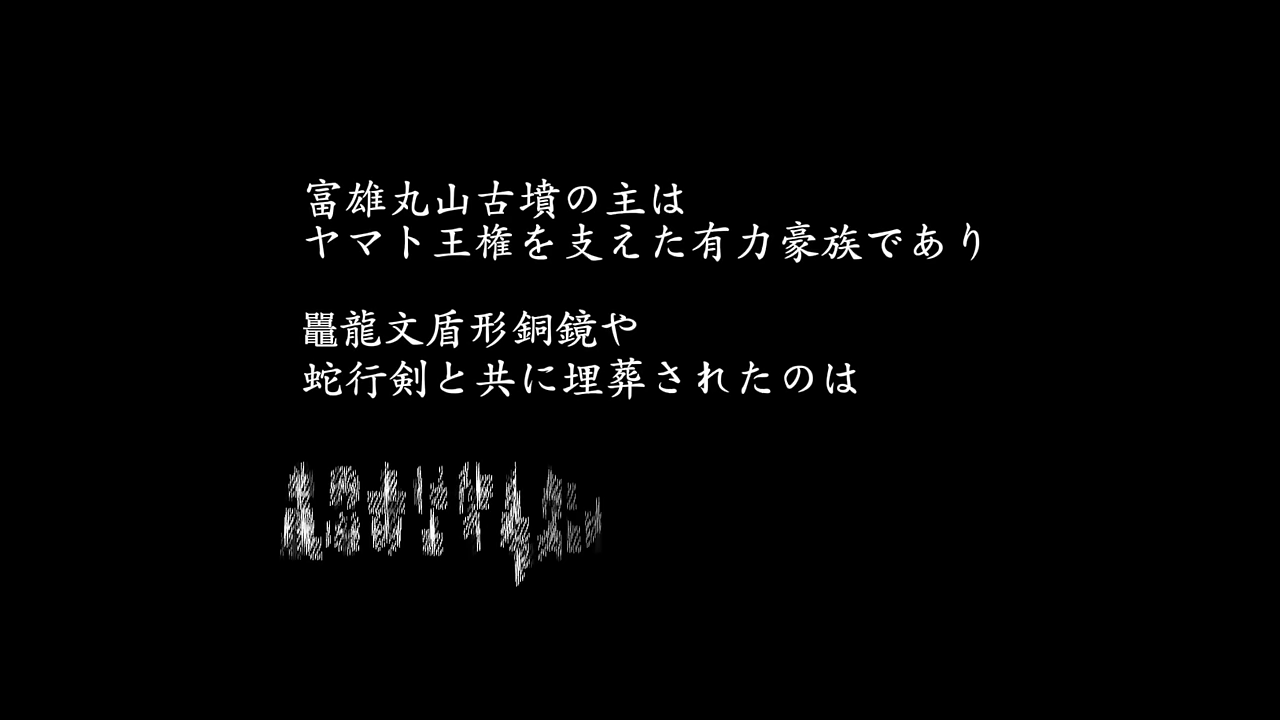 富雄丸山古墳の主は
ヤマト王権を支えた有力豪族であり
鼉龍文盾形銅鏡や
蛇行剣と共に埋葬されたのは